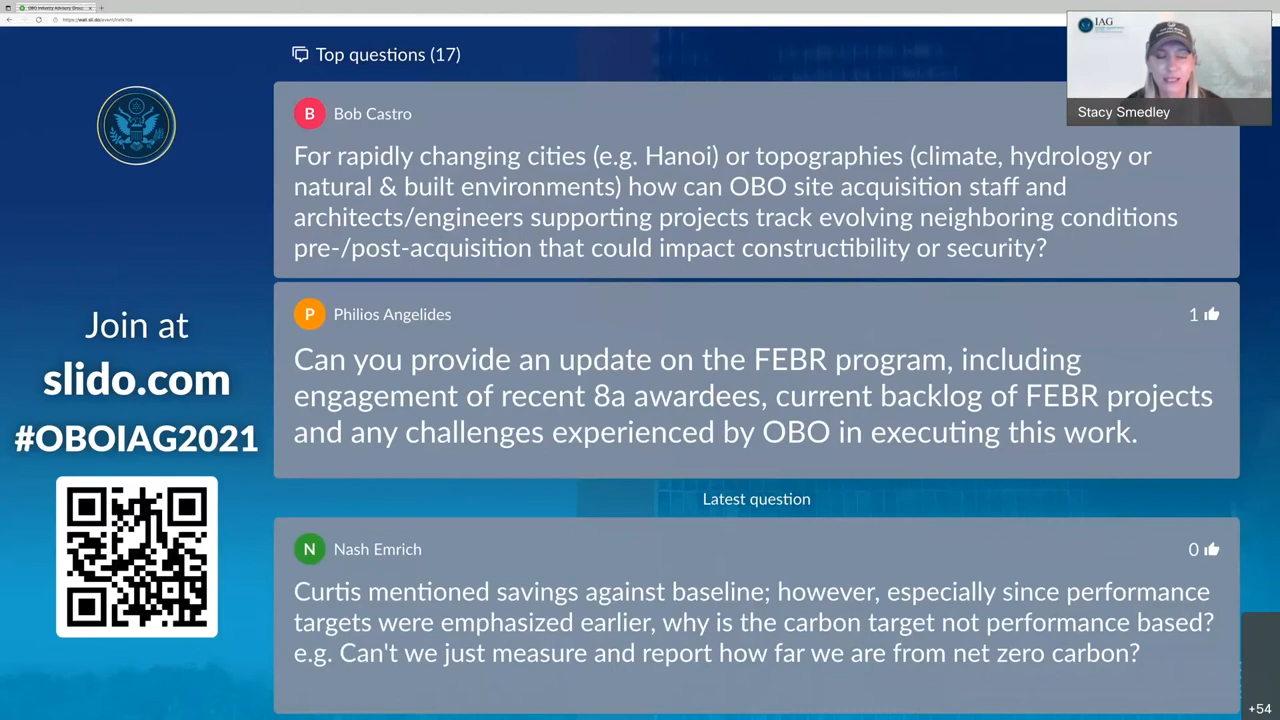 OBO Industry Advisory Group
Top questions (17)
IAG
Stacy Smedley
B
Bob Castro
For rapidly changing cities (e.g. Hanoi) or topographies (climate, hydrology or
natural & built environments) how can OBO site acquisition staff and
architects/engineers supporting projects track evolving neighboring conditions
pre-/post-acquisition that could impact constructibility or security?
P
Philios Angelides
1
Can you provide an update on the FEBR program, including
engagement of recent 8a awardees, current backlog of FEBR projects
and any challenges experienced by OBO in executing this work.
Join at
slido.com
#OBOIAG2021
Latest question
N
Nash Emrich
0
Curtis mentioned savings against baseline; however, especially since performance
targets were emphasized earlier, why is the carbon target not performance based?
e.g. Can't we just measure and report how far we are from net zero carbon?
+54